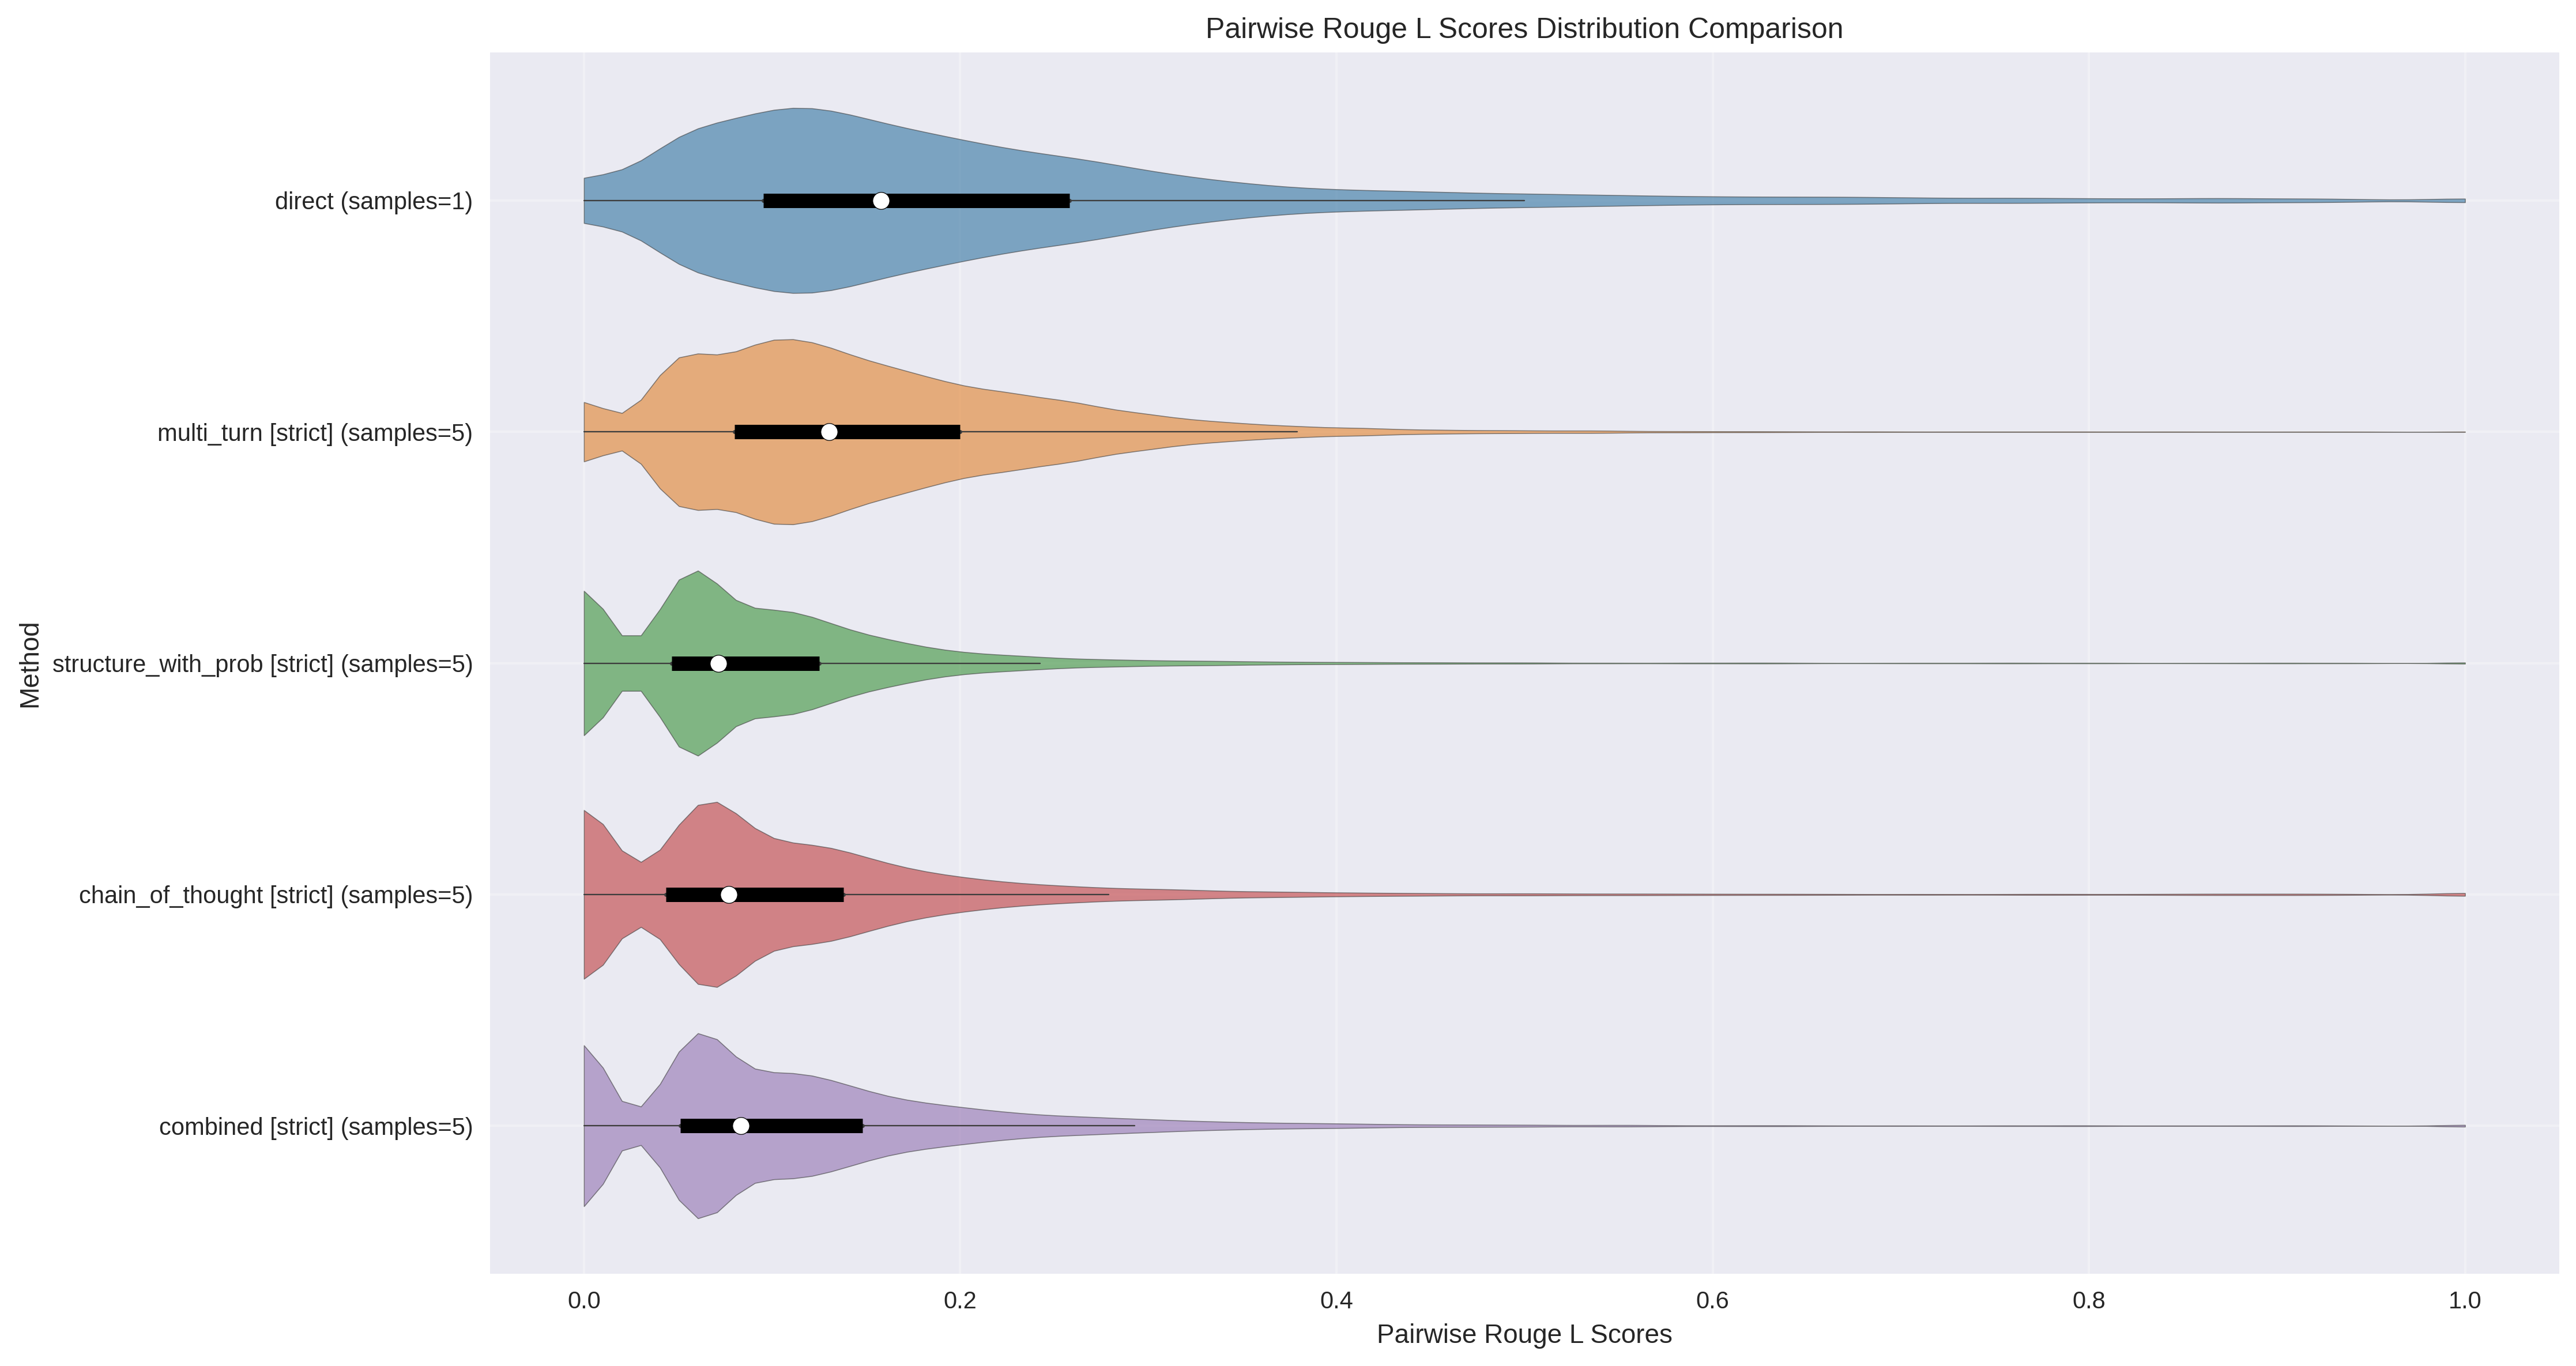 Pairwise Rouge L Scores Distribution Comparison
Method
direct (samples=1)
multi_turn [strict] (samples=5)
structure_with_prob [strict] (samples=5)
chain_of_thought [strict] (samples=5)
combined [strict] (samples=5)
0.0 0.2 0.4 0.6 0.8 1.0
Pairwise Rouge L Scores